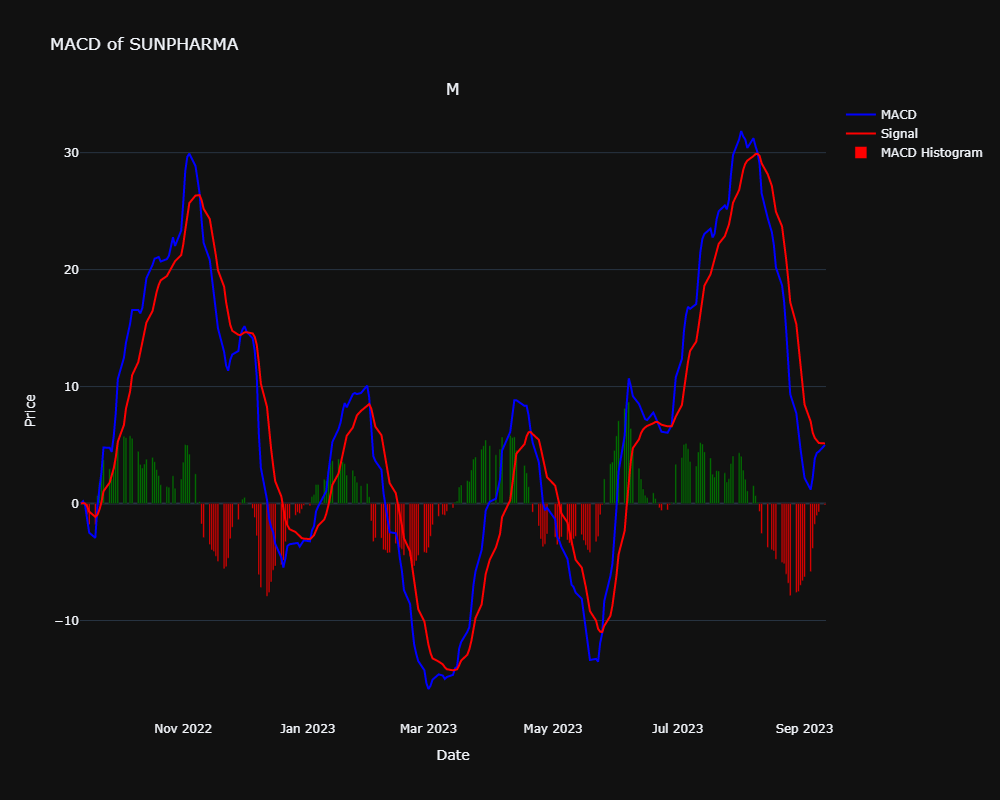 MACD of SUNPHARMA
M
MACD
Signal
MACD Histogram
30
20
10
0
−10
Price
Nov 2022
Jan 2023
Mar 2023
May 2023
Jul 2023
Sep 2023
Date